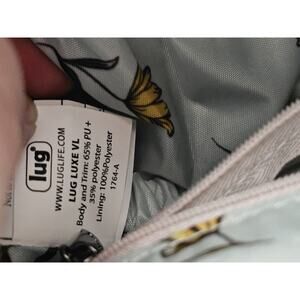 lug
WWW.LUGLIFE.COM
LUG LUXE VL
Body and Trim: 65% PU +
35% polyester
Lining: 100%Polyester
1764-A